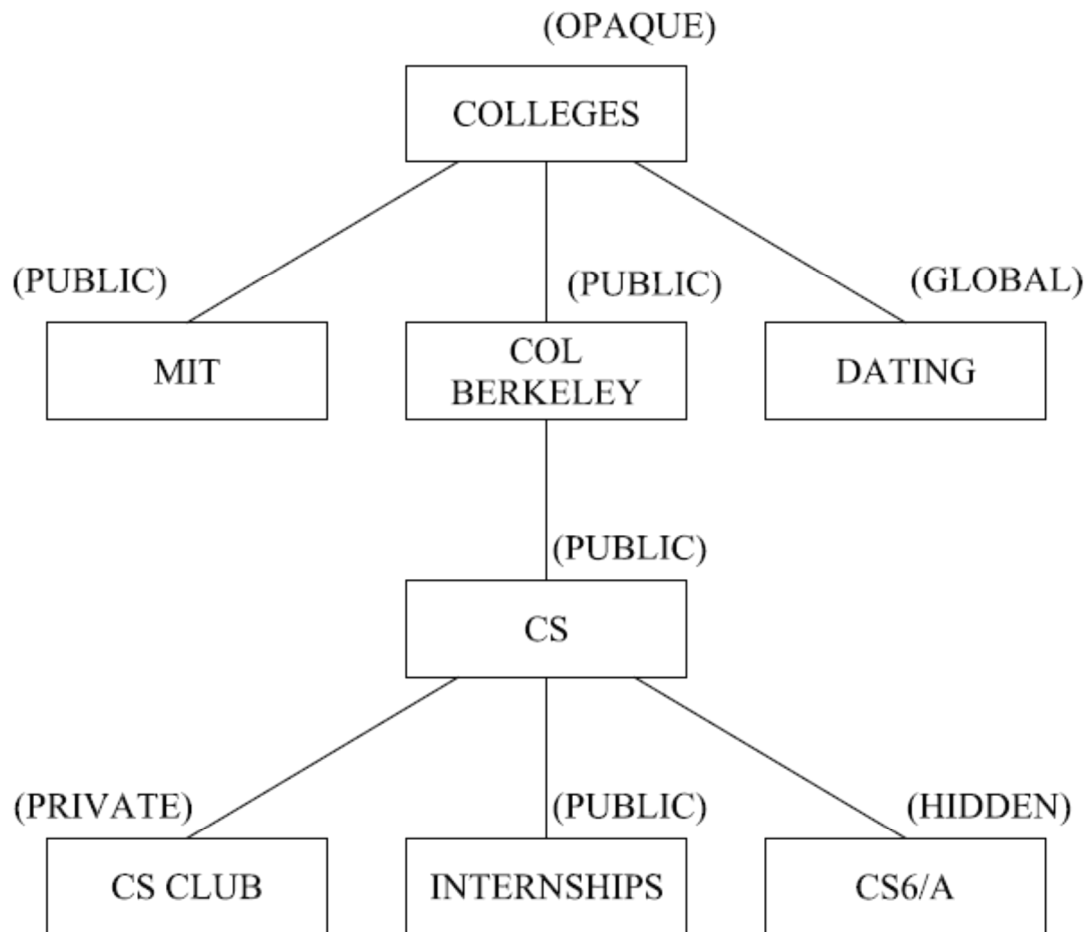 (OPAQUE)
COLLEGES
(PUBLIC)
(PUBLIC)
(GLOBAL)
MIT
COL
BERKELEY
DATING
(PUBLIC)
CS
(PRIVATE)
(PUBLIC)
(HIDDEN)
CS CLUB
INTERNSHIPS
CS6/A